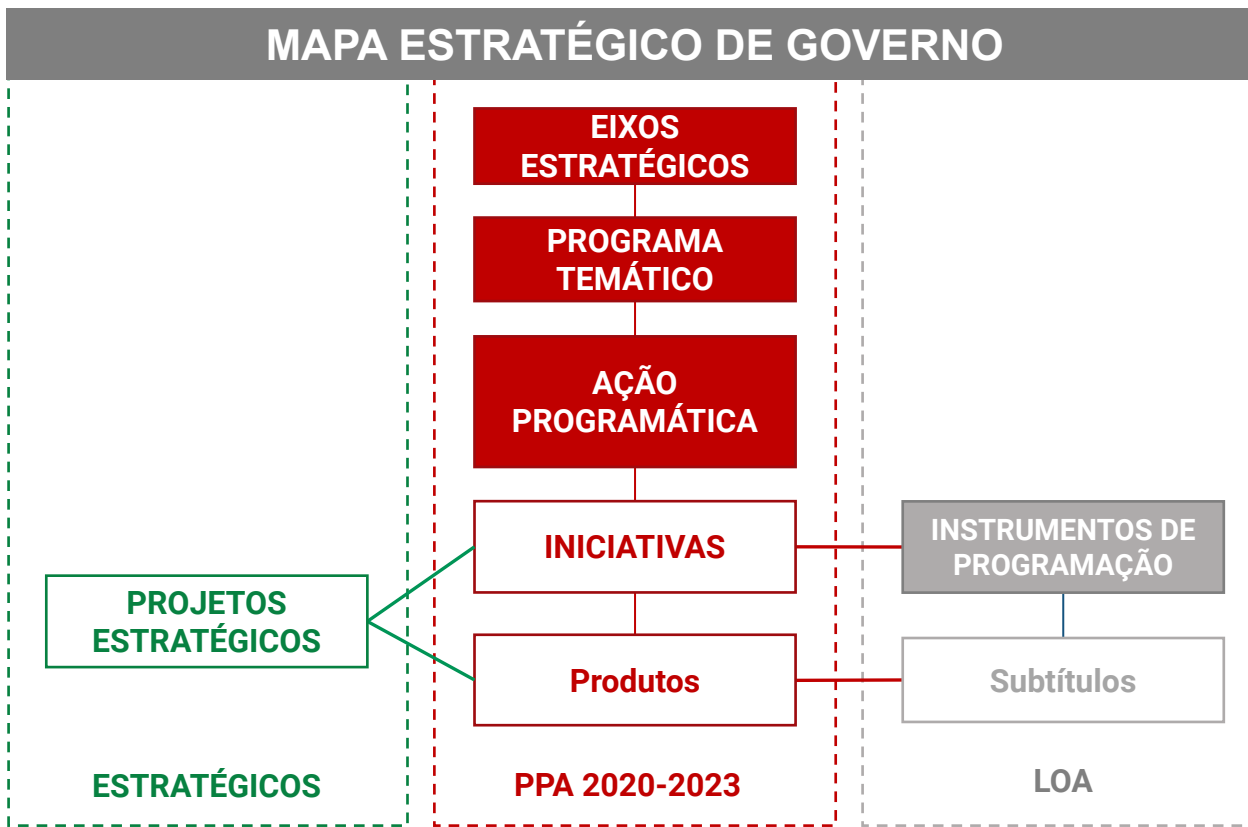 MAPA ESTRATÉGICO DE GOVERNO
EIXOS
ESTRATÉGICOS
PROGRAMA
TEMÁTICO
AÇÃO
PROGRAMÁTICA
INICIATIVAS
INSTRUMENTOS DE
PROGRAMAÇÃO
PROJETOS
ESTRATÉGICOS
Produtos
Subtítulos
ESTRATÉGICOS
PPA 2020-2023
LOA